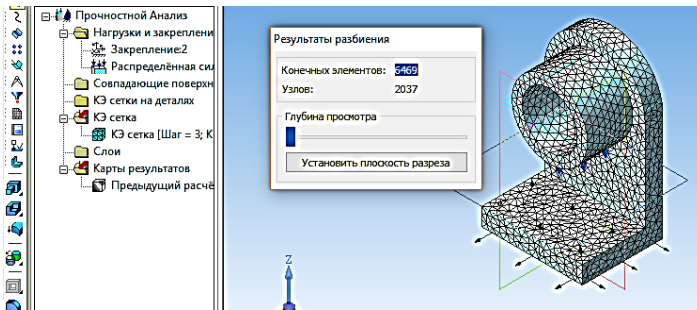 Прочностной Анализ
Нагрузки и закреплени
Закрепление:2
Распределённая сил
Совпадающие поверхн
КЭ сетки на деталях
КЭ сетка
КЭ сетка [Шаг = 3; К
Слои
Карты результатов
Предыдущий расчё
Результаты разбиения
Конечных элементов: 6469
Узлов: 2037
Глубина просмотра
Установить плоскость разреза
Z